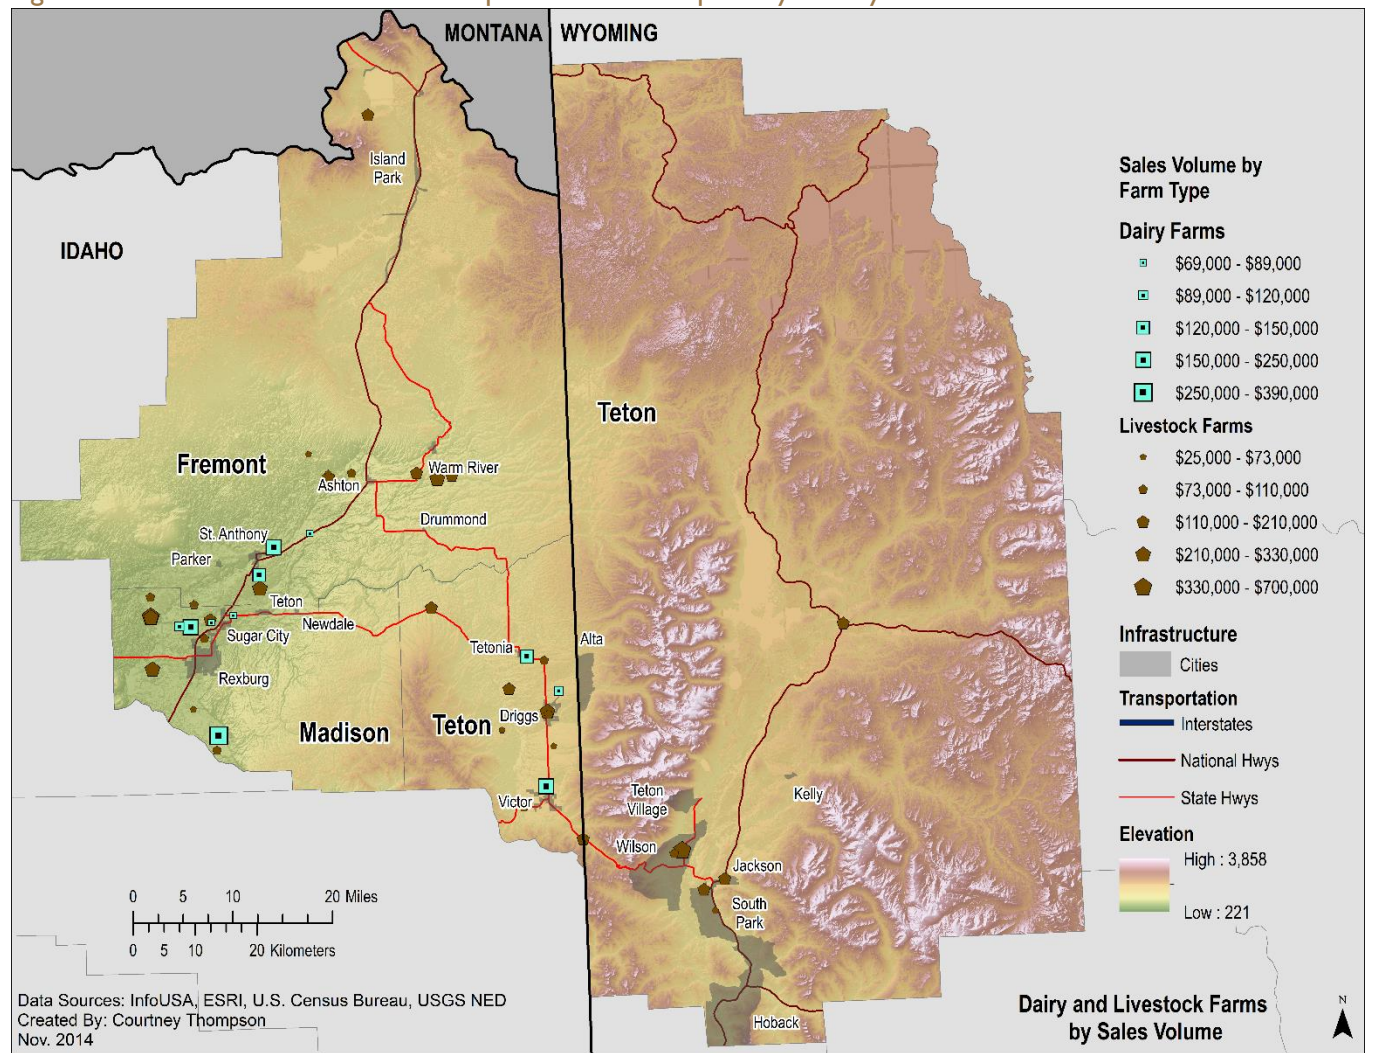 MONTANA
WYOMING
IDAHO
Island
Park
Teton
Fremont
Warm River
Ashton
Drummond
St. Anthony
Parker
Teton
Newdale
Sugar City
Rexburg
Tetonia
Alta
Driggs
Madison
Teton
Victor
Teton
Village
Kelly
Wilson
Jackson
South
Park
Hoback
Sales Volume by
Farm Type
Dairy Farms
$69,000 - $89,000
$89,000 - $120,000
$120,000 - $150,000
$150,000 - $250,000
$250,000 - $390,000
Livestock Farms
$25,000 - $73,000
$73,000 - $110,000
$110,000 - $210,000
$210,000 - $330,000
$330,000 - $700,000
Infrastructure
Cities
Transportation
Interstates
National Hwys
State Hwys
Elevation
High : 3,858
Low : 221
0 5 10 20 Miles
0 5 10 20 Kilometers
Data Sources: InfoUSA, ESRI, U.S. Census Bureau, USGS NED
Created By: Courtney Thompson
Nov. 2014
Dairy and Livestock Farms
by Sales Volume
N